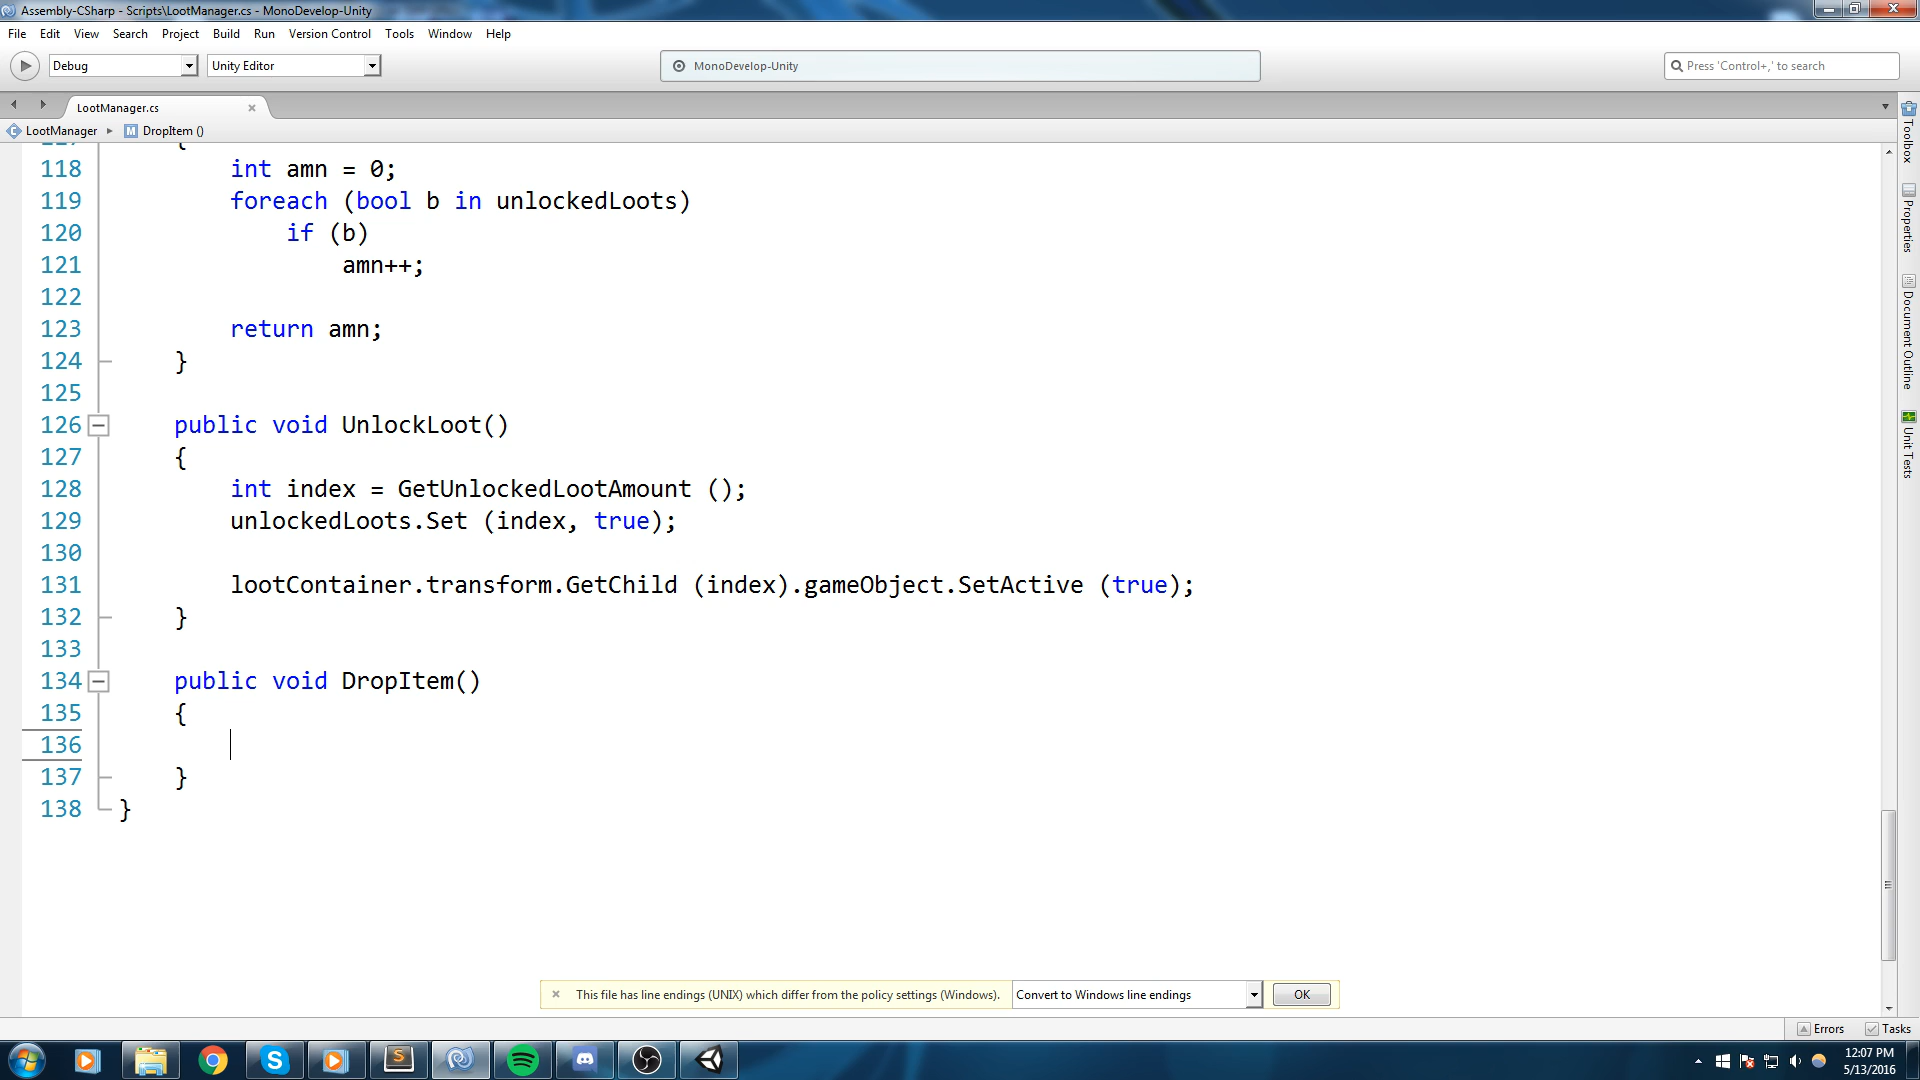 Assembly-CSharp - Scripts\LootManager.cs - MonoDevelop-Unity
File Edit View Search Project Build Run Version Control Tools Window Help
Debug Unity Editor MonoDevelop-Unity Press 'Control+,' to search
LootManager.cs
LootManager DropItem ()
{
118 int amn = 0;
119 foreach (bool b in unlockedLoots)
120 if (b)
121 amn++;
122
123 return amn;
124 }
125
126 public void UnlockLoot()
127 {
128 int index = GetUnlockedLootAmount ();
129 unlockedLoots.Set (index, true);
130
131 lootContainer.transform.GetChild (index).gameObject.SetActive (true);
132 }
133
134 public void DropItem()
135 {
136
137 }
138 }
Toolbox
Properties
Document Outline
Unit Tests
This file has line endings (UNIX) which differ from the policy settings (Windows). Convert to Windows line endings OK
Errors Tasks
12:07 PM
5/13/2016